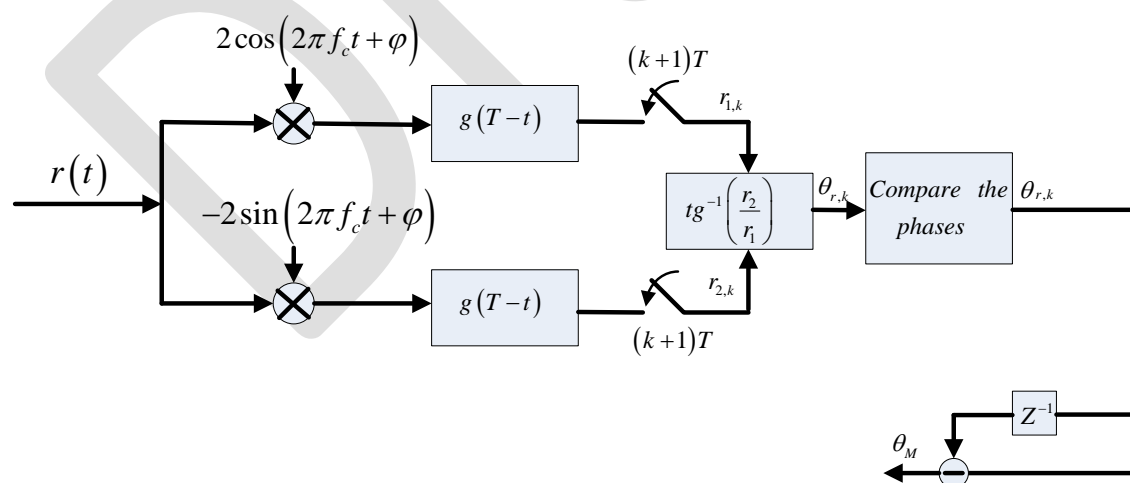 2cos(2πf_c t+φ)
(k+1)T
r_{1,k}
g(T−t)
r(t)
−2sin(2πf_c t+φ)
tg^{-1}(r_2/r_1)
θ_{r,k}
Compare the
phases
θ_{r,k}
g(T−t)
r_{2,k}
(k+1)T
Z^{-1}
θ_M